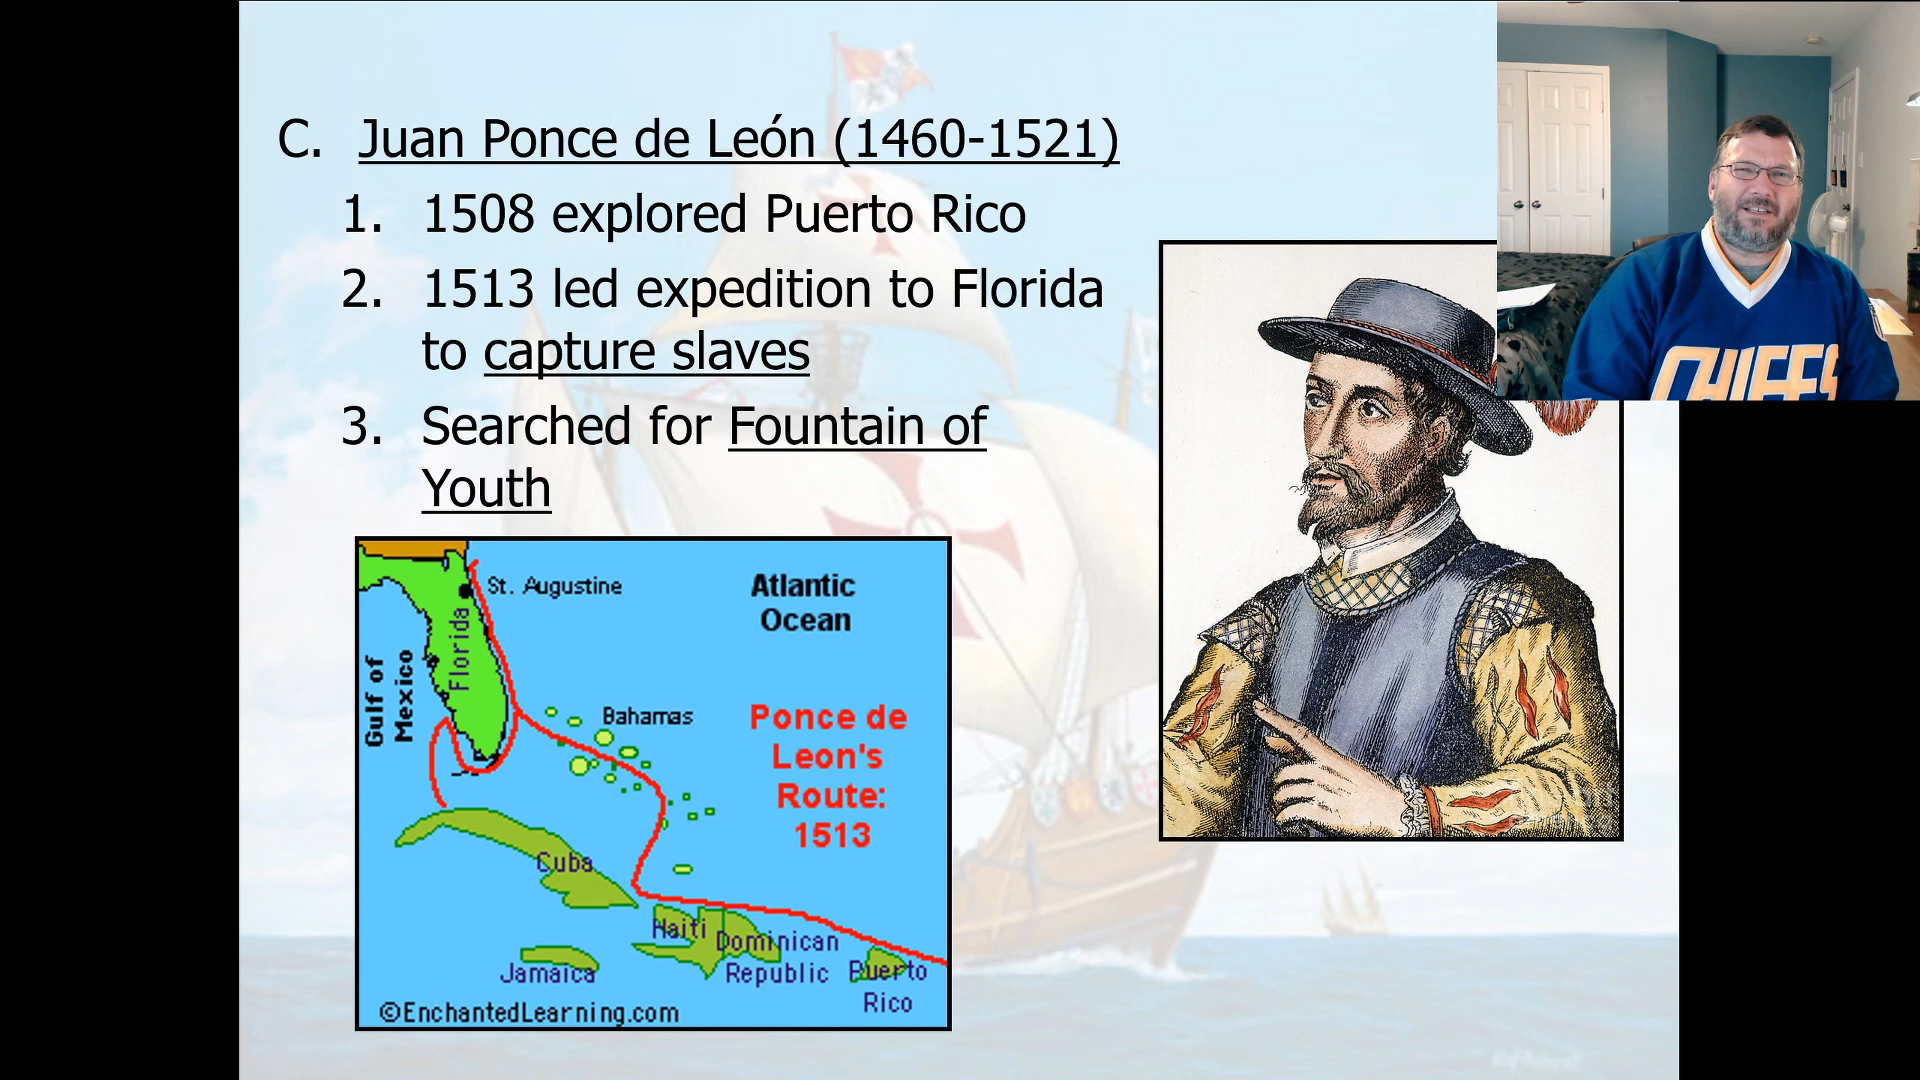 C. Juan Ponce de León (1460-1521)
1. 1508 explored Puerto Rico
2. 1513 led expedition to Florida
to capture slaves
3. Searched for Fountain of
Youth
St. Augustine
Atlantic
Ocean
Florida
Gulf of
Mexico
Bahamas
Ponce de
Leon's
Route:
1513
Cuba
Haiti
Dominican
Republic
Jamaica
Puerto
Rico
©EnchantedLearning.com
CHIEFS